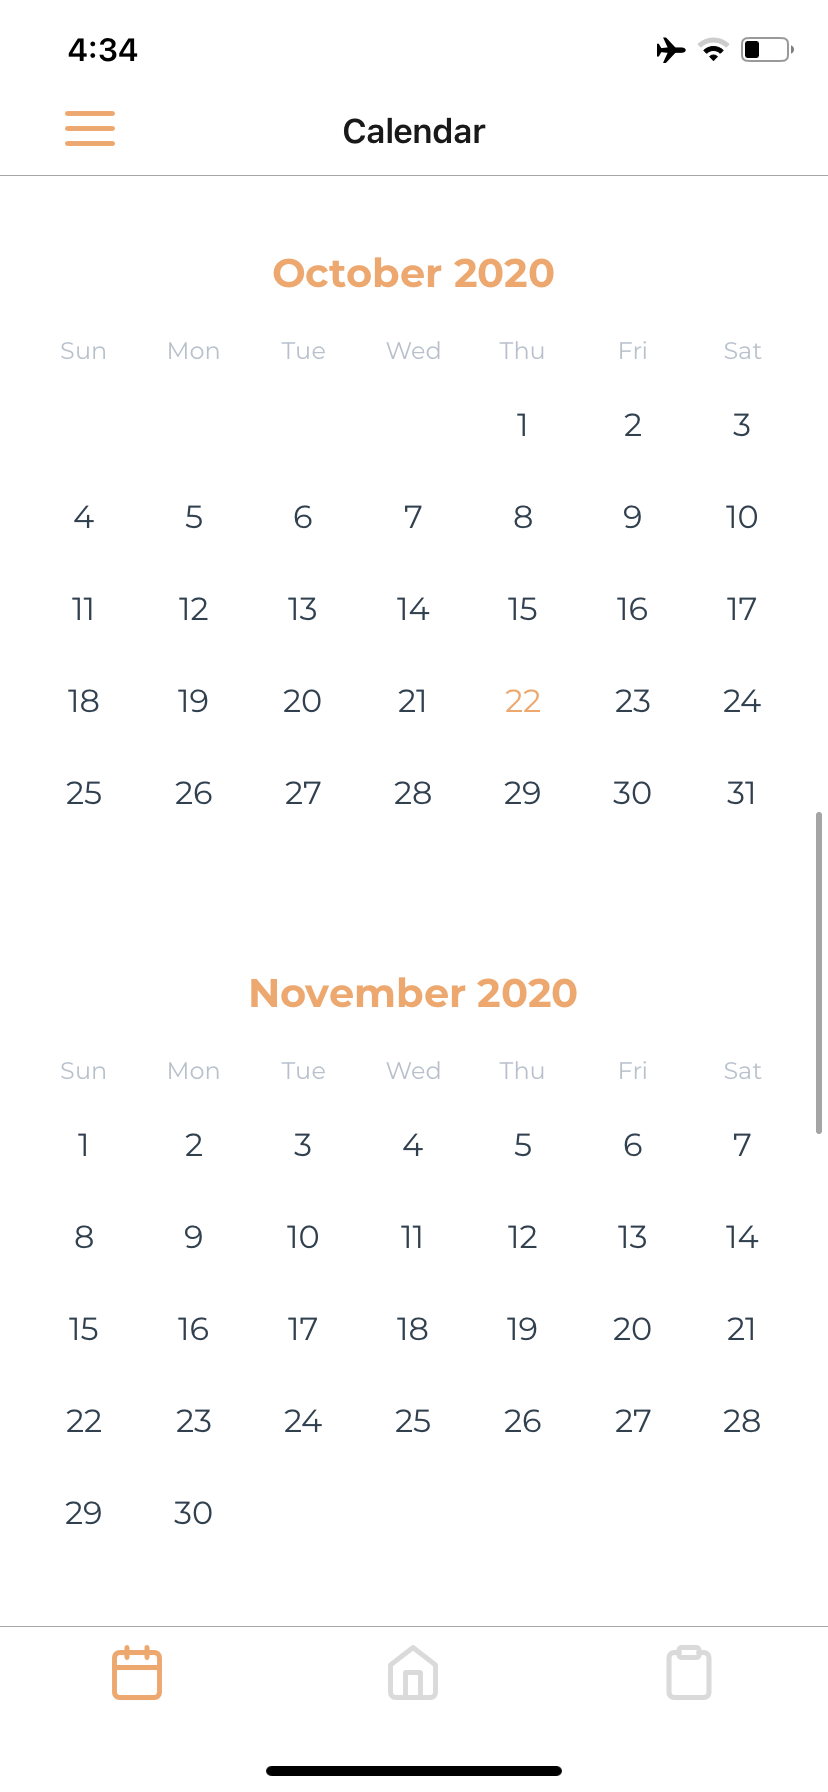 4:34
Calendar
October 2020
Sun Mon Tue Wed Thu Fri Sat
1 2 3
4 5 6 7 8 9 10
11 12 13 14 15 16 17
18 19 20 21 22 23 24
25 26 27 28 29 30 31
November 2020
Sun Mon Tue Wed Thu Fri Sat
1 2 3 4 5 6 7
8 9 10 11 12 13 14
15 16 17 18 19 20 21
22 23 24 25 26 27 28
29 30